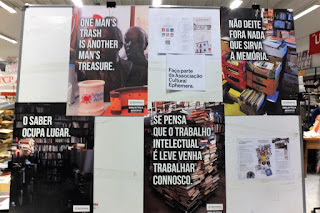 ONE MAN'S
TRASH
IS ANOTHER
MAN'S
TREASURE.
Faça parte
da Associação
Cultural
Ephemera.
NÃO DEITE
FORA NADA
QUE SIRVA
A MEMÓRIA.
O SABER
OCUPA LUGAR.
SE PENSA
QUE O TRABALHO
INTELECTUAL
É LEVE VENHA
TRABALHAR
CONNOSCO.